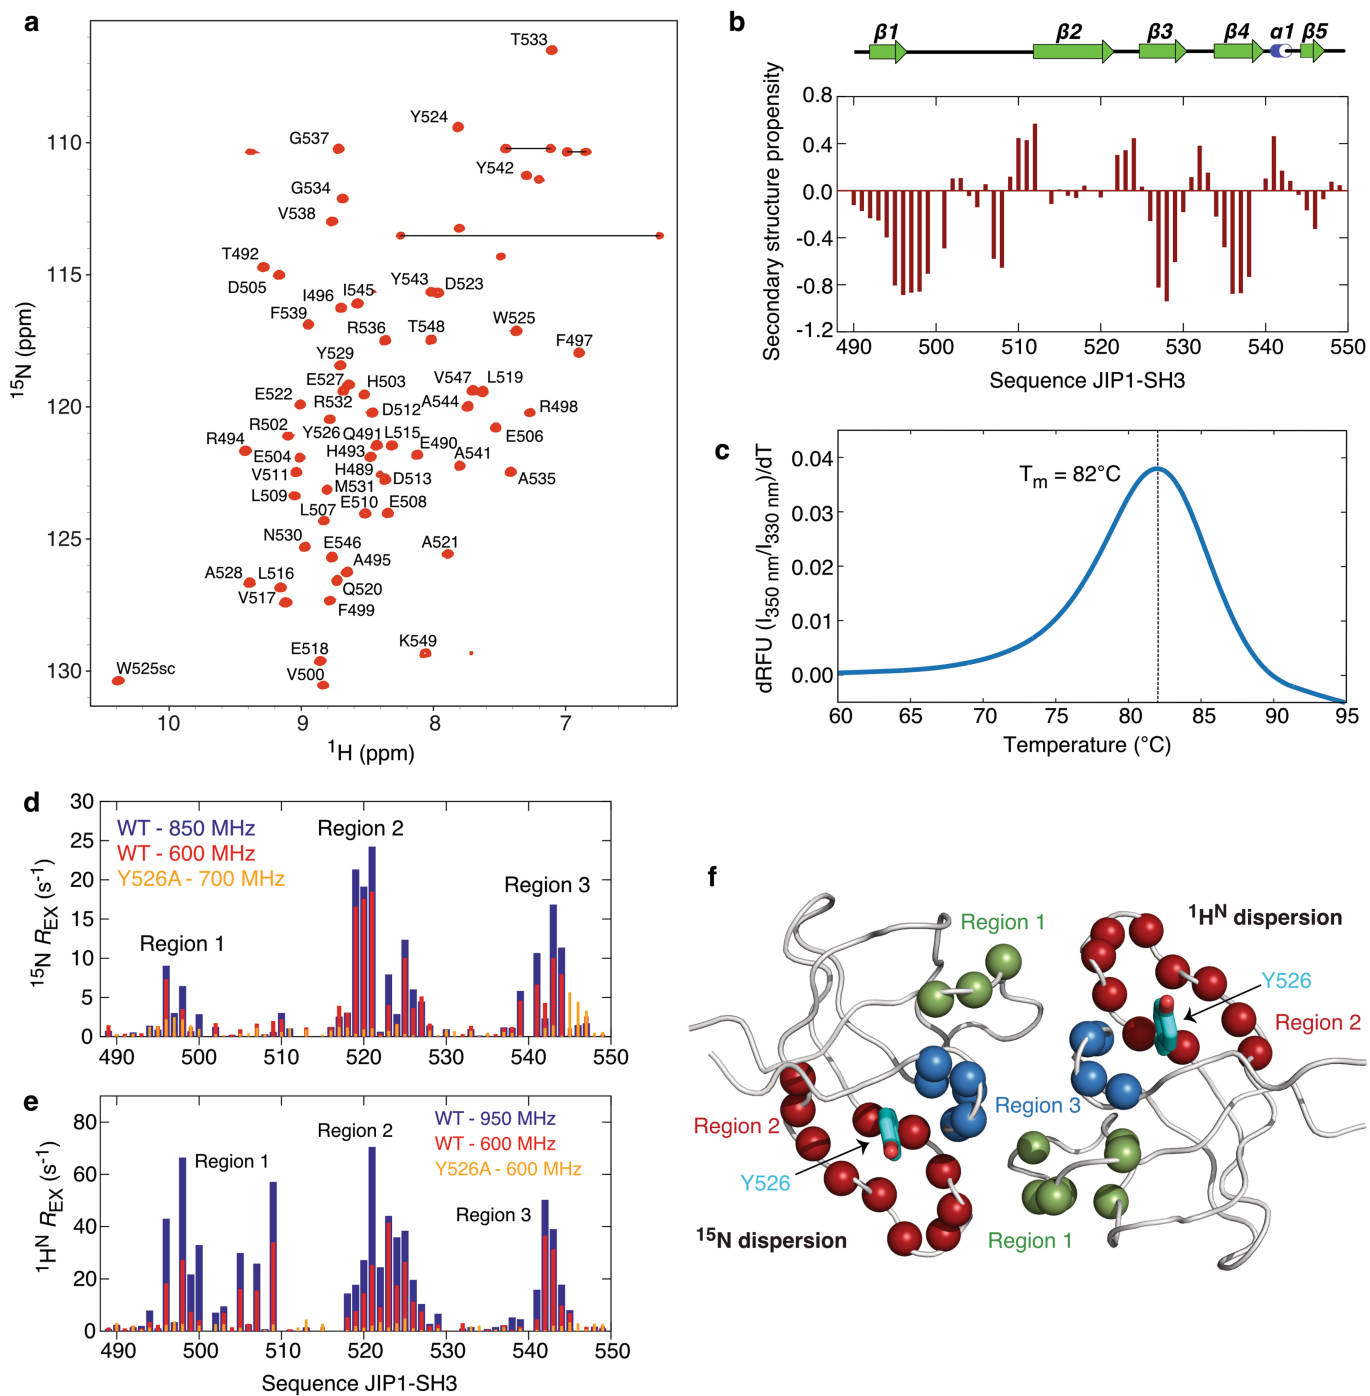 a
T533
Y524
G537
110
Y542
G534
V538
T492
115
D505
I496
I545
Y543
D523
F539
R536
T548
W525
F497
Y529
E527
H503
V547
L519
E522
R532
D512
A544
R498
120
R502
Y526
Q491
L515
E506
R494
H493
E490
E504
A541
V511
H489
D513
A535
M531
L509
E510
E508
L507
125
N530
E546
A521
A495
A528
L516
Q520
V517
F499
E518
K549
130
W525sc
V500
10
9
8
7
¹⁵N (ppm)
¹H (ppm)
b
β1
β2
β3
β4
α1
β5
0.8
0.4
0.0
-0.4
-0.8
-1.2
490
500
510
520
530
540
550
Secondary structure propensity
Sequence JIP1-SH3
c
Tₘ = 82°C
0.04
0.03
0.02
0.01
0.00
60
65
70
75
80
85
90
95
dRFU (I350 nm/I330 nm)/dT
Temperature (°C)
d
30
25
20
15
10
5
0
WT - 850 MHz
WT - 600 MHz
Y526A - 700 MHz
Region 1
Region 2
Region 3
490
500
510
520
530
540
550
¹⁵N REX (s⁻¹)
e
80
60
40
20
0
WT - 950 MHz
WT - 600 MHz
Y526A - 600 MHz
Region 1
Region 2
Region 3
490
500
510
520
530
540
550
¹Hᴺ REX (s⁻¹)
Sequence JIP1-SH3
f
Region 1
¹Hᴺ dispersion
Y526
Region 2
Region 3
Region 2
Y526
¹⁵N dispersion
Region 1